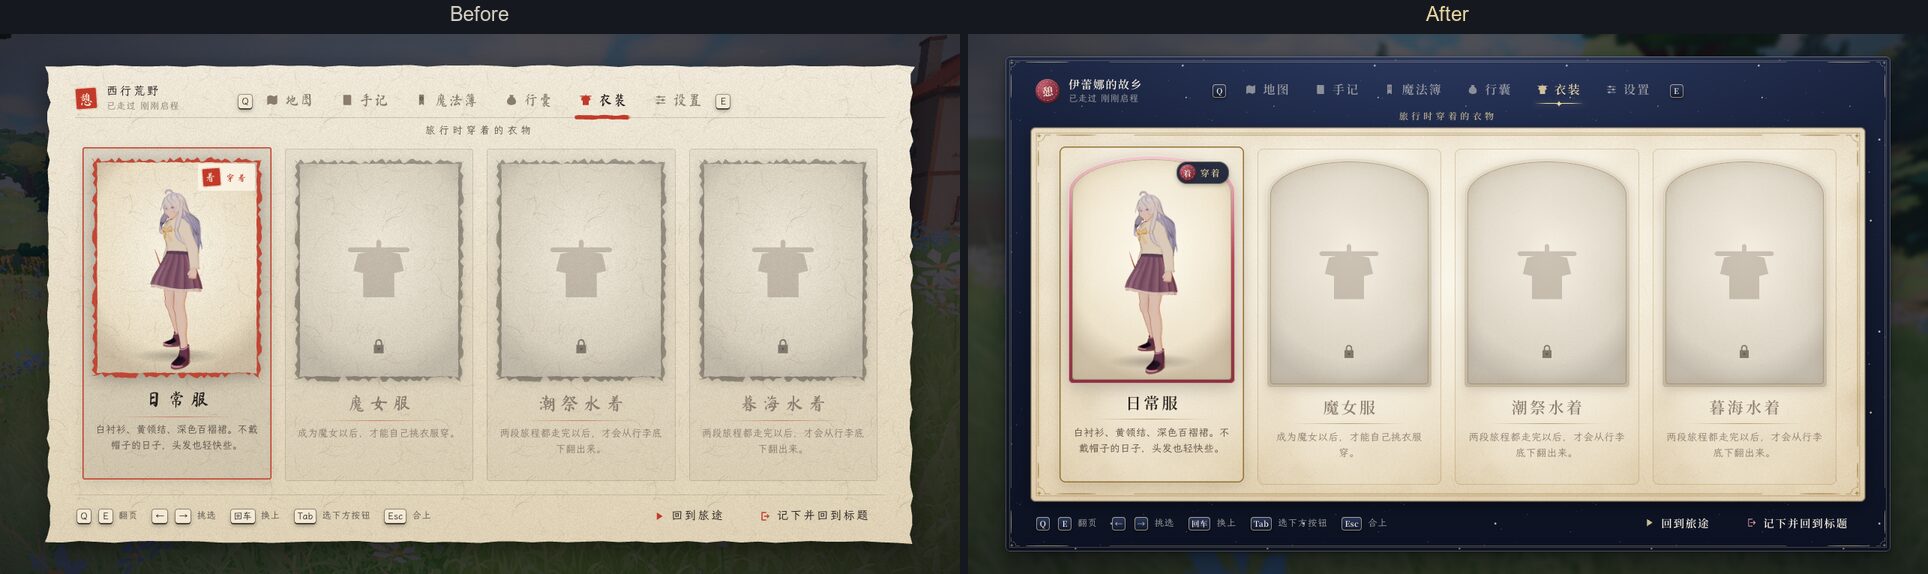 Before
After
憩
西行荒野
已走过 刚刚启程
Q 地图 手记 魔法簿 行囊 衣装 设置 E
旅行时穿着的衣物
着 穿着
日常服
白衬衫、黄领结、深色百褶裙。不戴
帽子的日子，头发也轻快些。
魔女服
成为魔女以后，才能自己挑衣服穿。
潮祭水着
两段旅程都走完以后，才会从行李底
下翻出来。
暮海水着
两段旅程都走完以后，才会从行李底
下翻出来。
Q E 翻页 ← → 挑选 回车 换上 Tab 选下方按钮 Esc 合上
回到旅途 记下并回到标题
憩
伊蕾娜的故乡
已走过 刚刚启程
Q 地图 手记 魔法簿 行囊 衣装 设置 E
旅行时穿着的衣物
着 穿着
日常服
白衬衫、黄领结、深色百褶裙。不
戴帽子的日子，头发也轻快些。
魔女服
成为魔女以后，才能自己挑衣服
穿。
潮祭水着
两段旅程都走完以后，才会从行李
底下翻出来。
暮海水着
两段旅程都走完以后，才会从行李
底下翻出来。
Q E 翻页 ← → 挑选 回车 换上 Tab 选下方按钮 Esc 合上
回到旅途 记下并回到标题